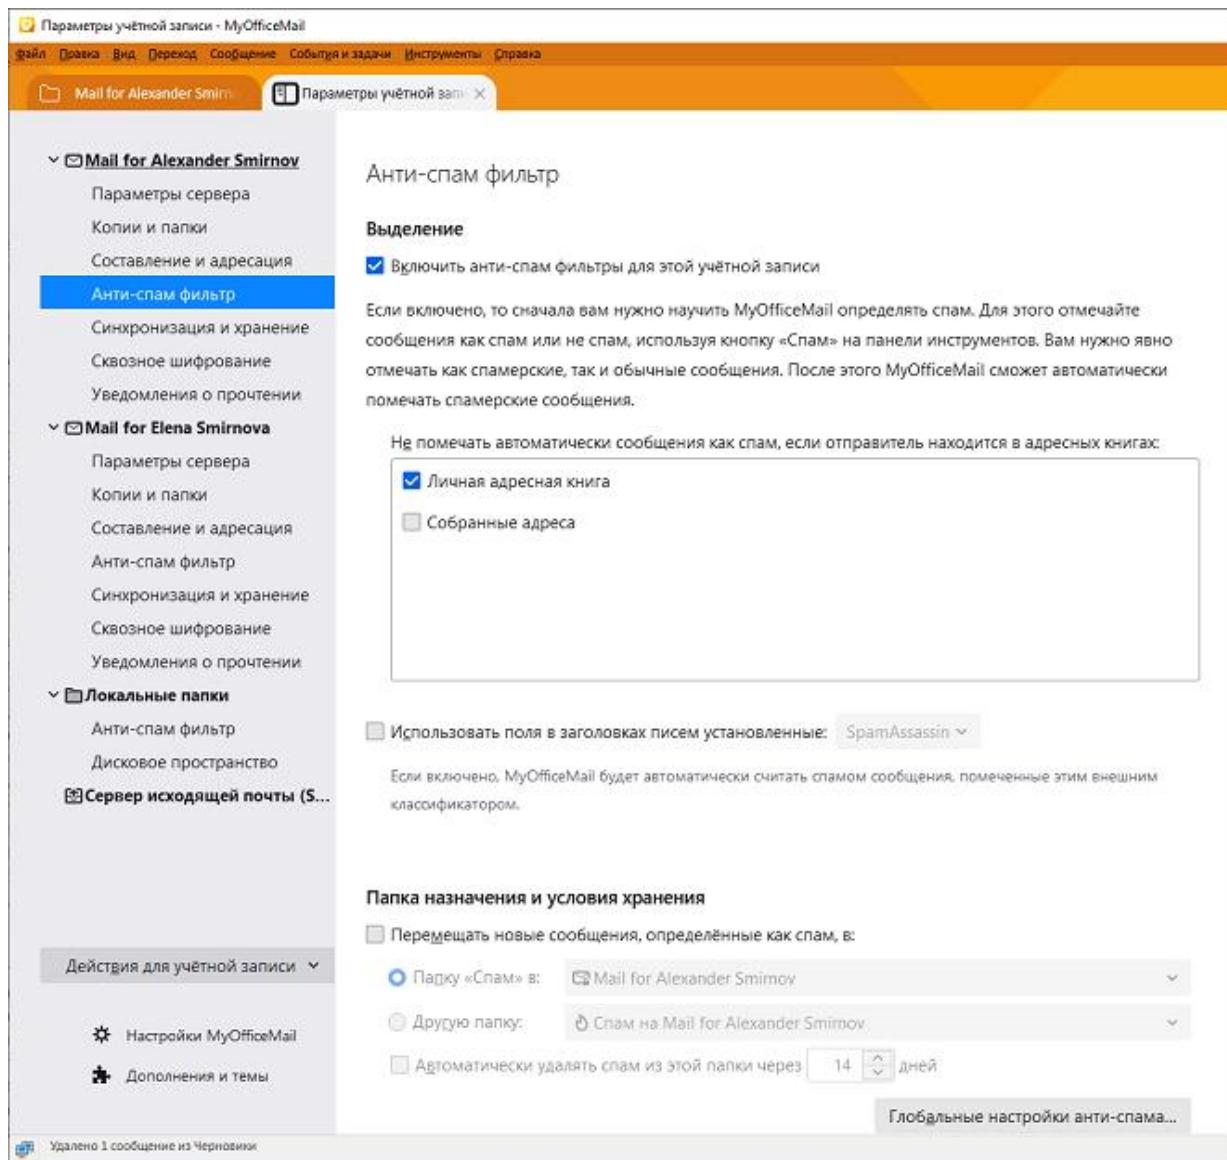 Параметры учётной записи - MyOfficeMail
Файл Правка Вид Переход Сообщение События и задачи Инструменты Справка
Mail for Alexander Smirn
Параметры учётной запи
Mail for Alexander Smirnov
Параметры сервера
Копии и папки
Составление и адресация
Анти-спам фильтр
Синхронизация и хранение
Сквозное шифрование
Уведомления о прочтении
Mail for Elena Smirnova
Параметры сервера
Копии и папки
Составление и адресация
Анти-спам фильтр
Синхронизация и хранение
Сквозное шифрование
Уведомления о прочтении
Локальные папки
Анти-спам фильтр
Дисковое пространство
Сервер исходящей почты (S...
Действия для учётной записи
Настройки MyOfficeMail
Дополнения и темы
Анти-спам фильтр
Выделение
Включить анти-спам фильтры для этой учётной записи
Если включено, то сначала вам нужно научить MyOfficeMail определять спам. Для этого отмечайте
сообщения как спам или не спам, используя кнопку «Спам» на панели инструментов. Вам нужно явно
отмечать как спамерские, так и обычные сообщения. После этого MyOfficeMail сможет автоматически
помечать спамерские сообщения.
Не помечать автоматически сообщения как спам, если отправитель находится в адресных книгах:
Личная адресная книга
Собранные адреса
Использовать поля в заголовках писем установленные: SpamAssassin
Если включено, MyOfficeMail будет автоматически считать спамом сообщения, помеченные этим внешним
классификатором.
Папка назначения и условия хранения
Перемещать новые сообщения, определённые как спам, в:
Папку «Спам» в: Mail for Alexander Smirnov
Другую папку: Спам на Mail for Alexander Smirnov
Автоматически удалять спам из этой папки через 14 дней
Глобальные настройки анти-спама...
Удалено 1 сообщение из Черновики